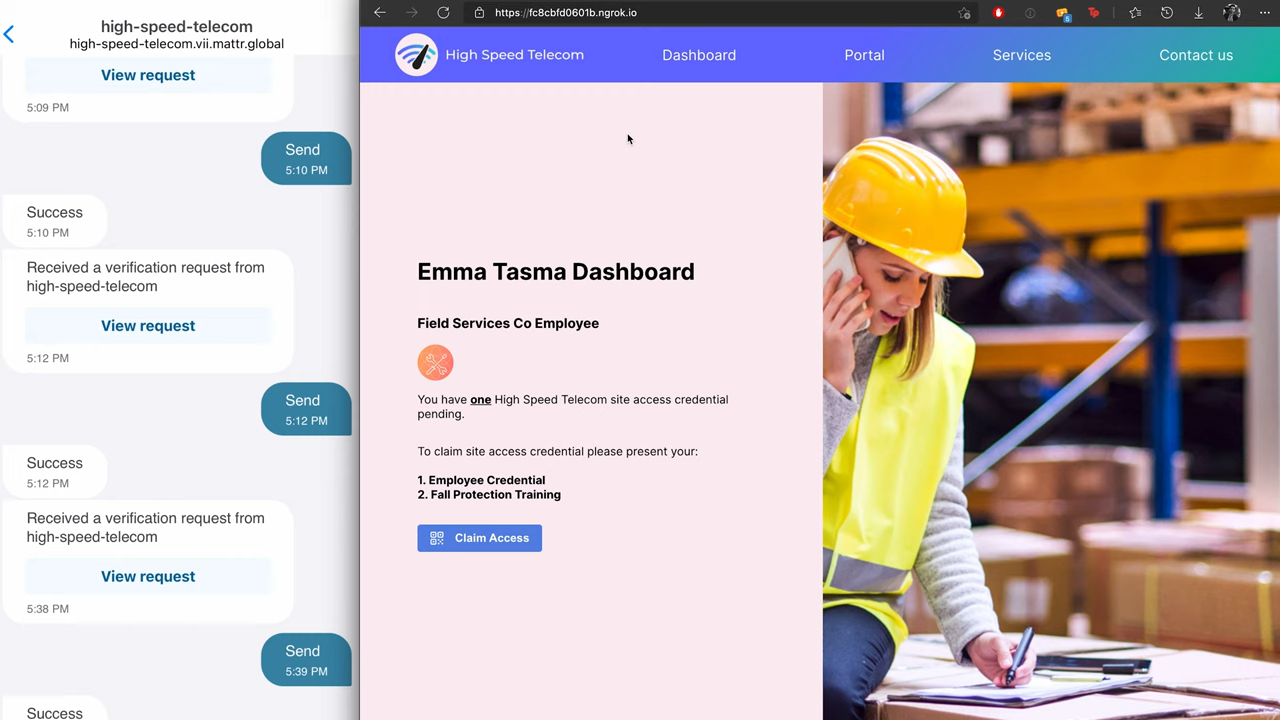 high-speed-telecom
high-speed-telecom.vii.mattr.global
View request
5:09 PM
Send
5:10 PM
Success
5:10 PM
Received a verification request from
high-speed-telecom
View request
5:12 PM
Send
5:12 PM
Success
5:12 PM
Received a verification request from
high-speed-telecom
View request
5:38 PM
Send
5:39 PM
Success
https://fc8cbfd0601b.ngrok.io
5
High Speed Telecom
Dashboard
Portal
Services
Contact us
Emma Tasma Dashboard
Field Services Co Employee
You have one High Speed Telecom site access credential
pending.
To claim site access credential please present your:
1. Employee Credential
2. Fall Protection Training
Claim Access